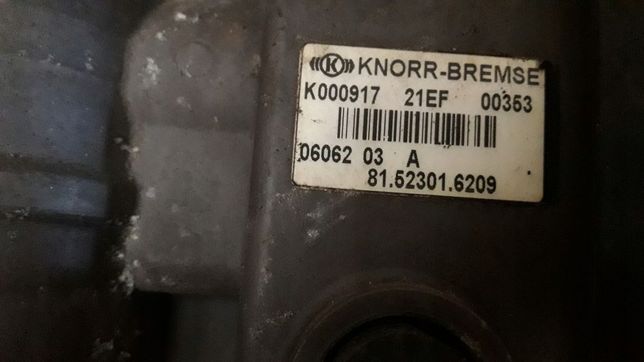 K KNORR-BREMSE
K000917 21EF 00353
06062 03 A
81.52301.6209